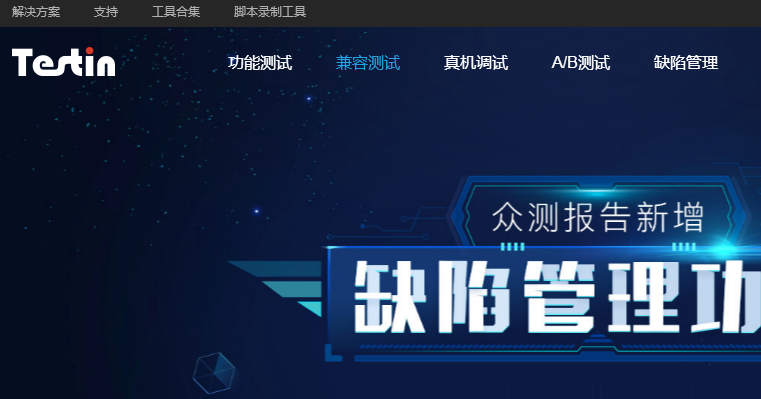 解决方案 支持 工具合集 脚本录制工具
Testin 功能测试 兼容测试 真机调试 A/B测试 缺陷管理
众测报告新增
缺陷管理功